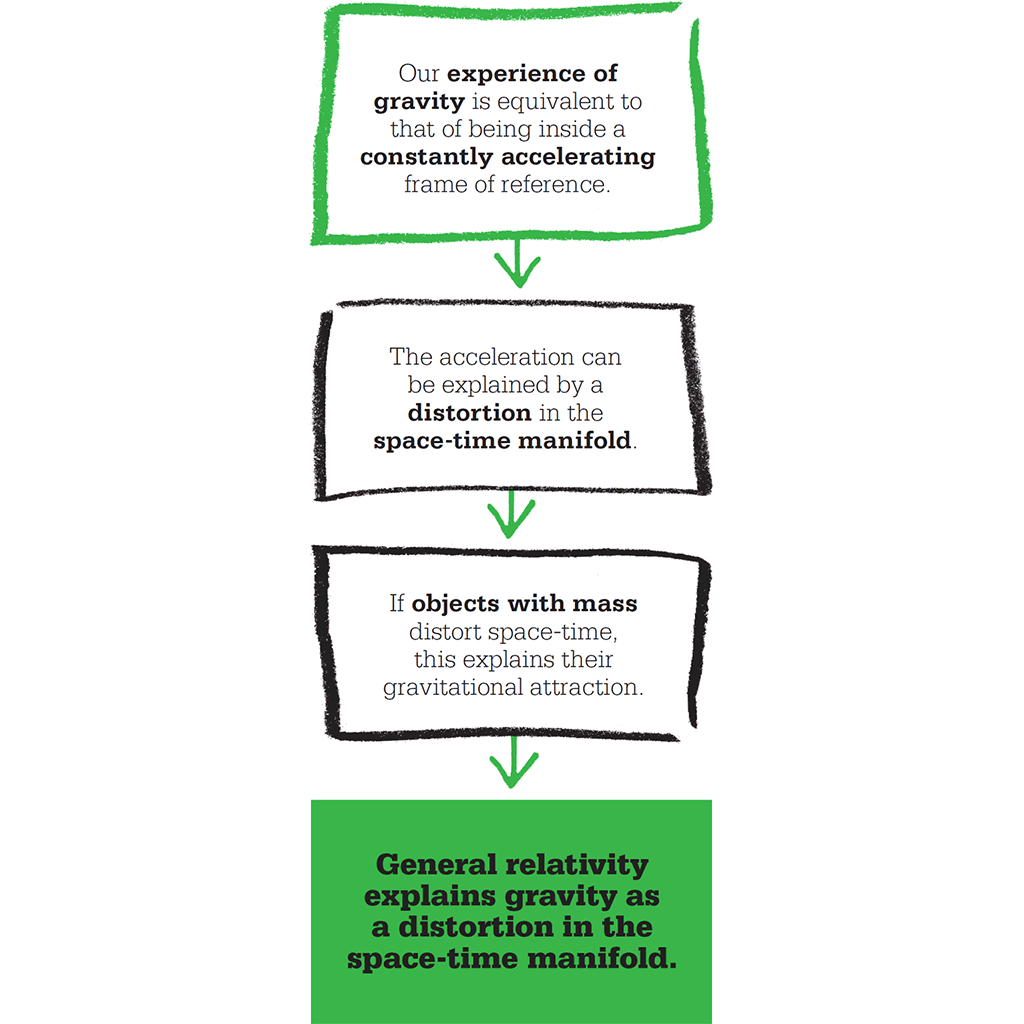 Our experience of
gravity is equivalent to
that of being inside a
constantly accelerating
frame of reference.
The acceleration can
be explained by a
distortion in the
space-time manifold.
If objects with mass
distort space-time,
this explains their
gravitational attraction.
General relativity
explains gravity as
a distortion in the
space-time manifold.